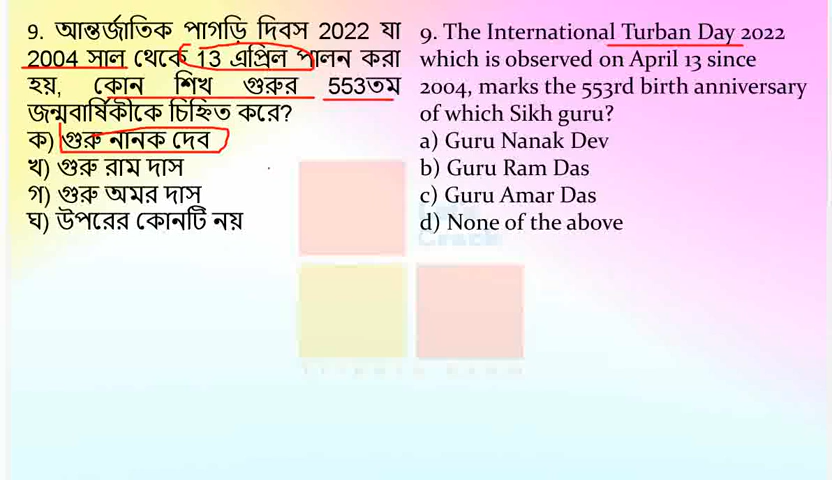 9. আন্তর্জাতিক পাগড়ি দিবস 2022 যা
2004 সাল থেকে 13 এপ্রিল পালন করা
হয়, কোন শিখ গুরুর 553তম
জন্মবার্ষিকীকে চিহ্নিত করে?
ক) গুরু নানক দেব
খ) গুরু রাম দাস
গ) গুরু অমর দাস
ঘ) উপরের কোনটি নয়
9. The International Turban Day 2022
which is observed on April 13 since
2004, marks the 553rd birth anniversary
of which Sikh guru?
a) Guru Nanak Dev
b) Guru Ram Das
c) Guru Amar Das
d) None of the above